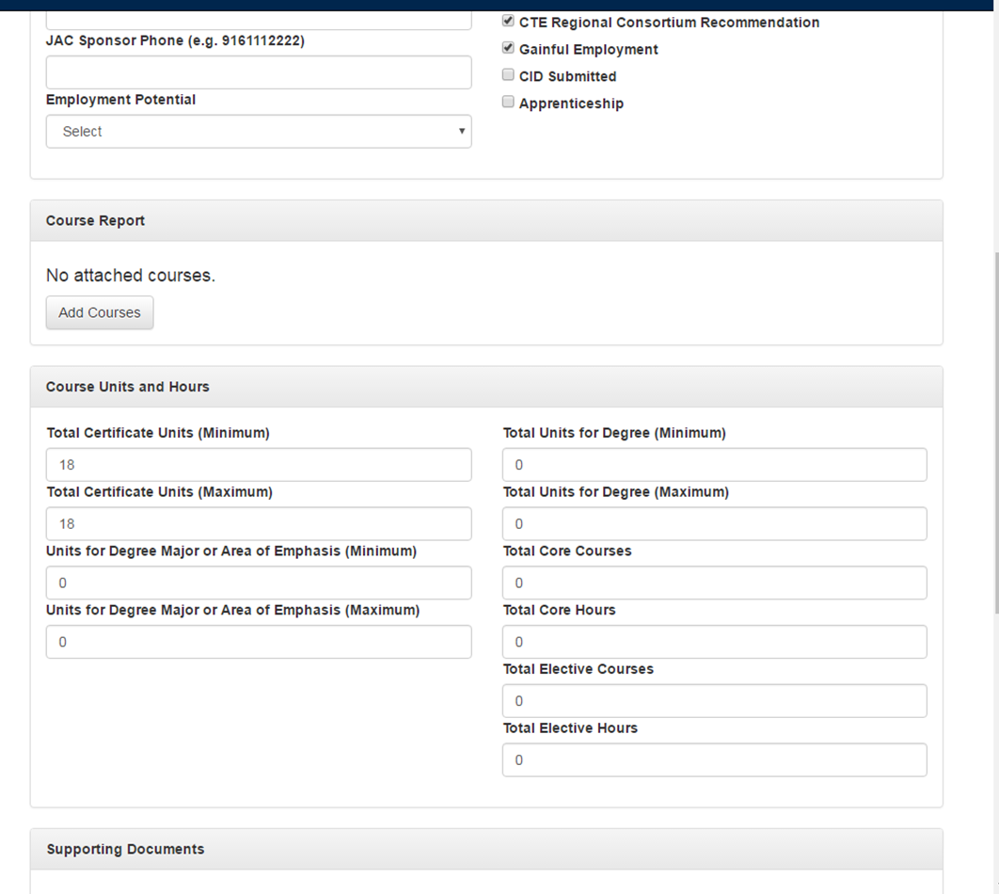 JAC Sponsor Phone (e.g. 9161112222)
Employment Potential
Select
CTE Regional Consortium Recommendation
Gainful Employment
CID Submitted
Apprenticeship
Course Report
No attached courses.
Add Courses
Course Units and Hours
Total Certificate Units (Minimum)
18
Total Certificate Units (Maximum)
18
Units for Degree Major or Area of Emphasis (Minimum)
0
Units for Degree Major or Area of Emphasis (Maximum)
0
Total Units for Degree (Minimum)
0
Total Units for Degree (Maximum)
0
Total Core Courses
0
Total Core Hours
0
Total Elective Courses
0
Total Elective Hours
0
Supporting Documents